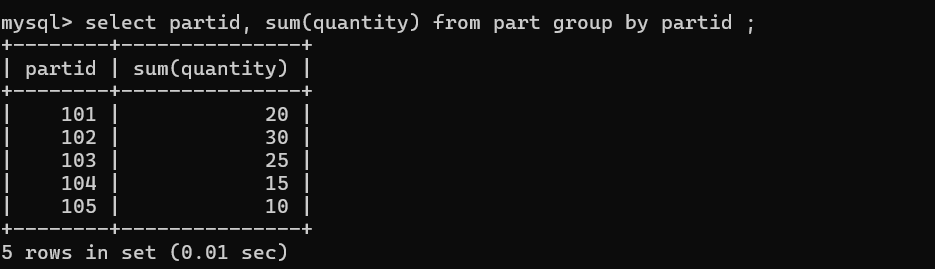 mysql> select partid, sum(quantity) from part group by partid ;
+--------+---------------+
| partid | sum(quantity) |
+--------+---------------+
|    101 |            20 |
|    102 |            30 |
|    103 |            25 |
|    104 |            15 |
|    105 |            10 |
+--------+---------------+
5 rows in set (0.01 sec)